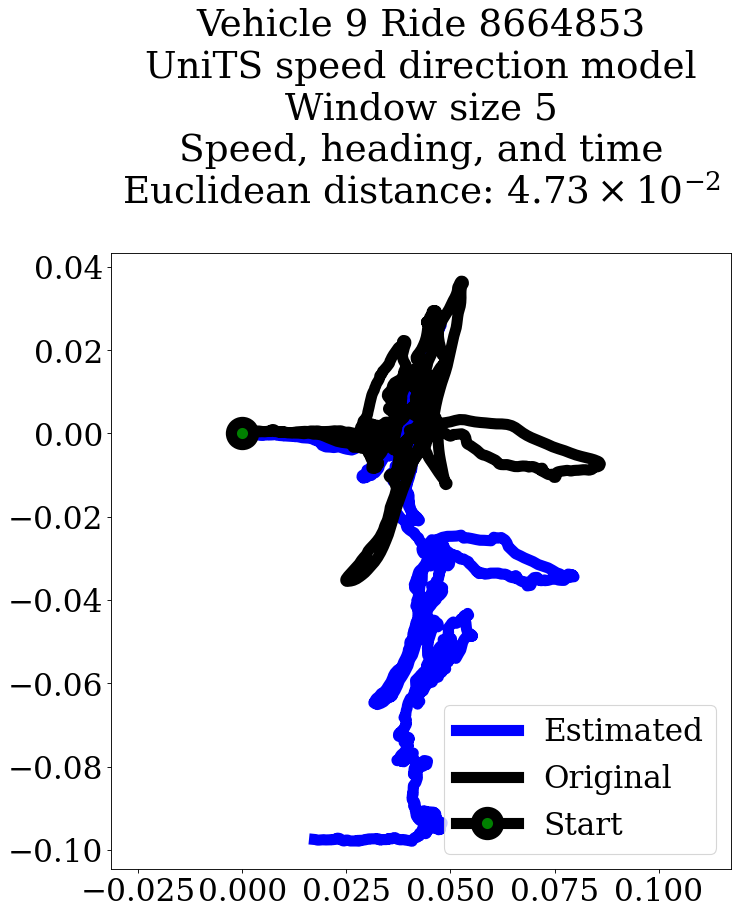 Vehicle 9 Ride 8664853
UniTS speed direction model
Window size 5
Speed, heading, and time
Euclidean distance: 4.73 × 10⁻²
0.04
0.02
0.00
−0.02
−0.04
−0.06
−0.08
−0.10
Estimated
Original
Start
−0.025 0.000 0.025 0.050 0.075 0.100